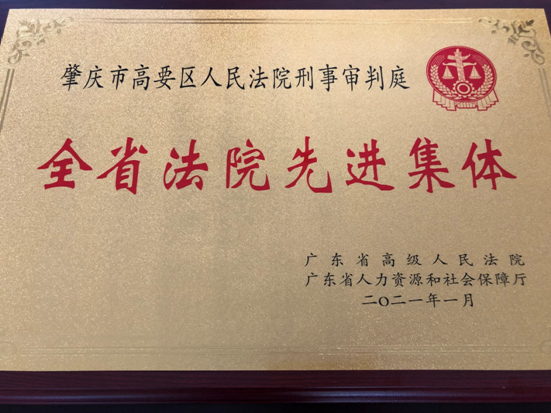 肇庆市高要区人民法院刑事审判庭
全省法院先进集体
广东省高级人民法院
广东省人力资源和社会保障厅
二〇二一年一月